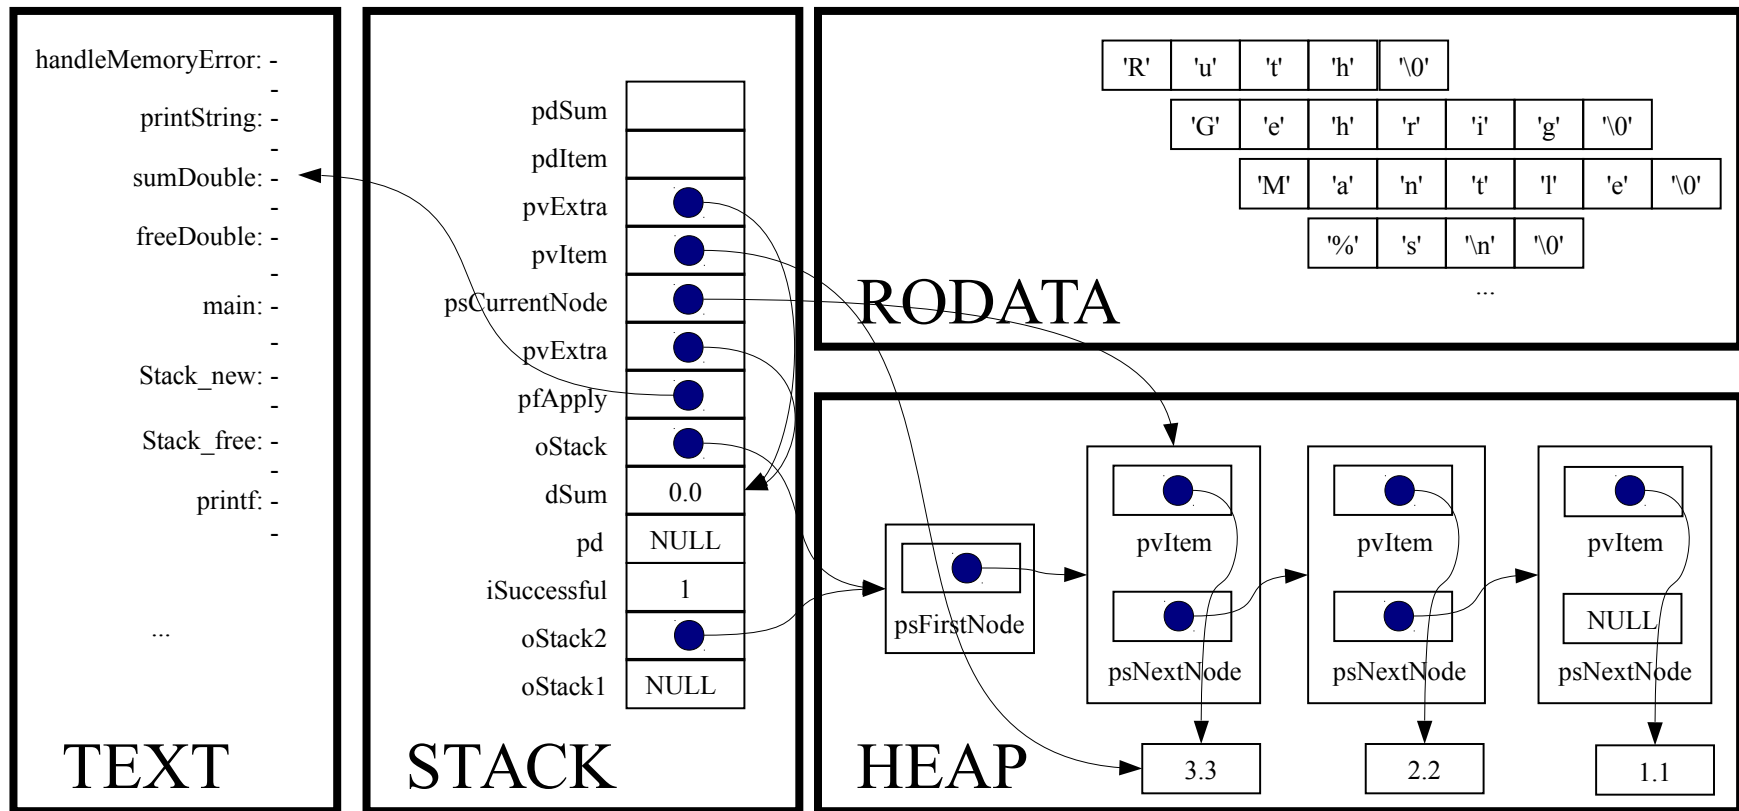 handleMemoryError: -
-
printString: -
-
sumDouble: -
-
freeDouble: -
-
main: -
-
Stack_new: -
-
Stack_free: -
-
printf: -
-
...
TEXT
pdSum
pdItem
pvExtra
pvItem
psCurrentNode
pvExtra
pfApply
oStack
dSum 0.0
pd NULL
iSuccessful 1
oStack2
oStack1 NULL
STACK
'R' 'u' 't' 'h' '\0'
'G' 'e' 'h' 'r' 'i' 'g' '\0'
'M' 'a' 'n' 't' 'l' 'e' '\0'
'%' 's' '\n' '\0'
...
RODATA
psFirstNode
pvItem
psNextNode
pvItem
psNextNode
pvItem
NULL
psNextNode
3.3
2.2
1.1
HEAP